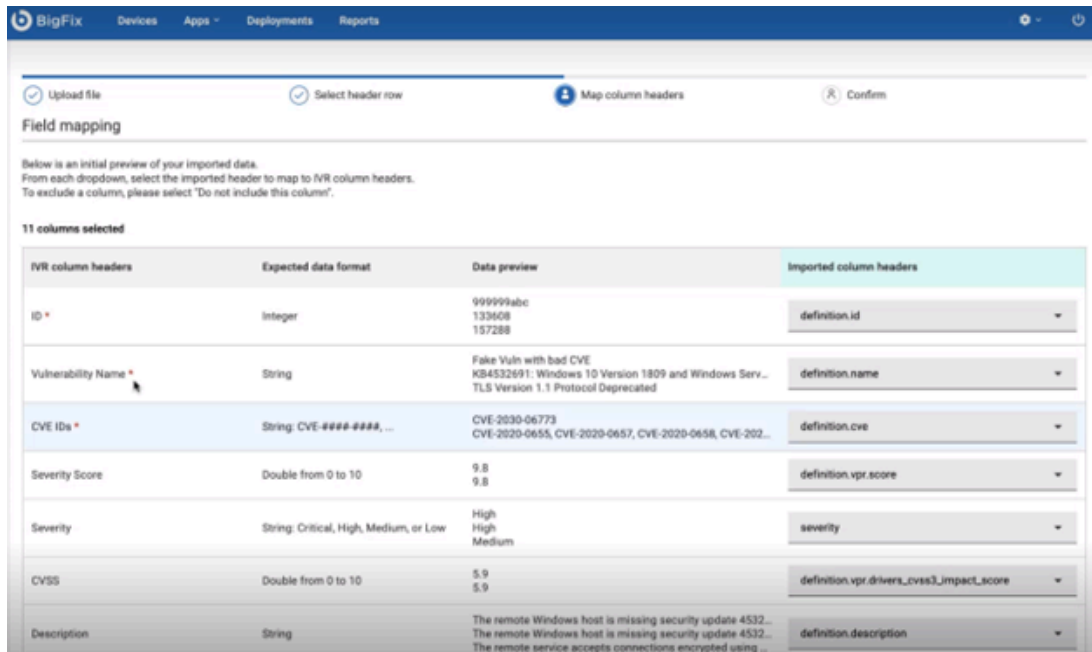 BigFix Devices Apps Deployments Reports
Upload file Select header row Map column headers Confirm
Field mapping
Below is an initial preview of your imported data.
From each dropdown, select the imported header to map to IVR column headers.
To exclude a column, please select "Do not include this column".
11 columns selected
IVR column headers Expected data format Data preview Imported column headers
ID * Integer 999999abc definition.id
133608
157288
Vulnerability Name * String Fake Vuln with bad CVE definition.name
KB4532691: Windows 10 Version 1809 and Windows Serv...
TLS Version 1.1 Protocol Deprecated
CVE IDs * String: CVE-####-####, ... CVE-2030-06773 definition.cve
CVE-2020-0655, CVE-2020-0657, CVE-2020-0658, CVE-202...
Severity Score Double from 0 to 10 9.8 definition.vpr.score
9.8
Severity String: Critical, High, Medium, or Low High severity
High
Medium
CVSS Double from 0 to 10 5.9 definition.vpr.drivers_cvss3_impact_score
5.9
Description String The remote Windows host is missing security update 4532... definition.description
The remote Windows host is missing security update 4532...
The remote service accepts connections encrypted using ...